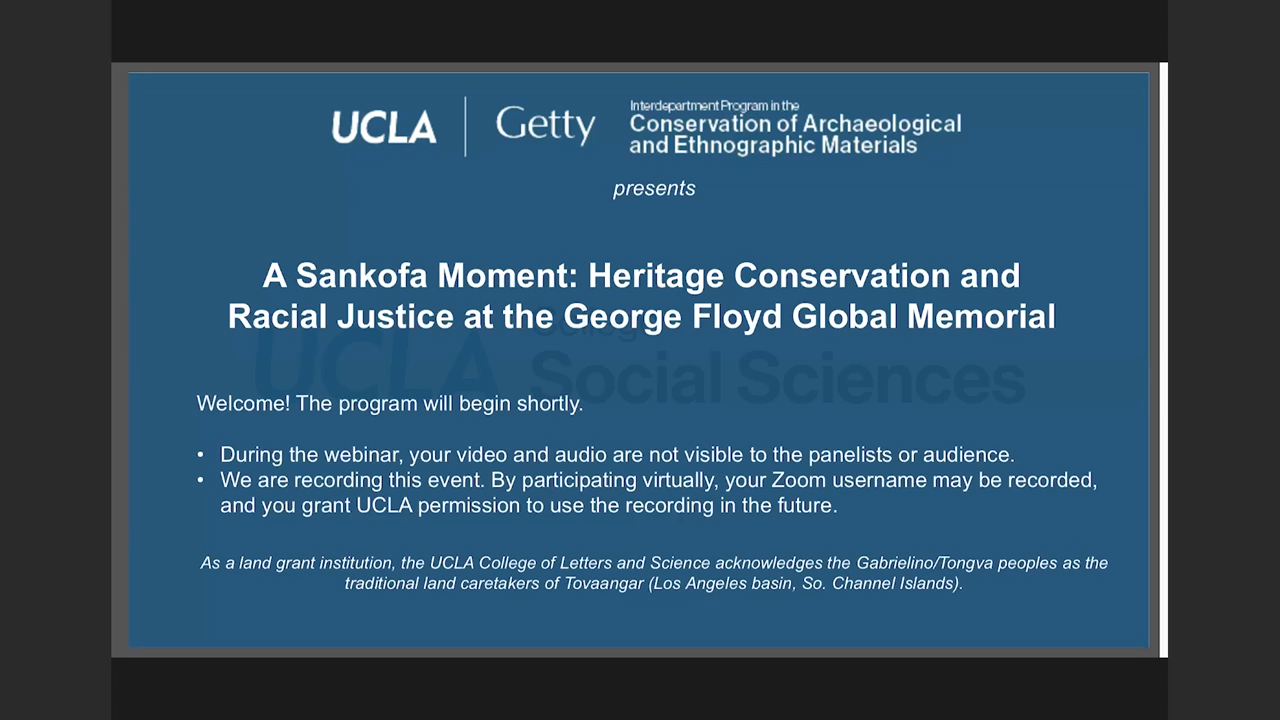 UCLA
Getty
Interdepartment Program in the
Conservation of Archaeological
and Ethnographic Materials
presents
A Sankofa Moment: Heritage Conservation and
Racial Justice at the George Floyd Global Memorial
UCLA
College
Social Sciences
Welcome! The program will begin shortly.
• During the webinar, your video and audio are not visible to the panelists or audience.
• We are recording this event. By participating virtually, your Zoom username may be recorded,
and you grant UCLA permission to use the recording in the future.
As a land grant institution, the UCLA College of Letters and Science acknowledges the Gabrielino/Tongva peoples as the
traditional land caretakers of Tovaangar (Los Angeles basin, So. Channel Islands).